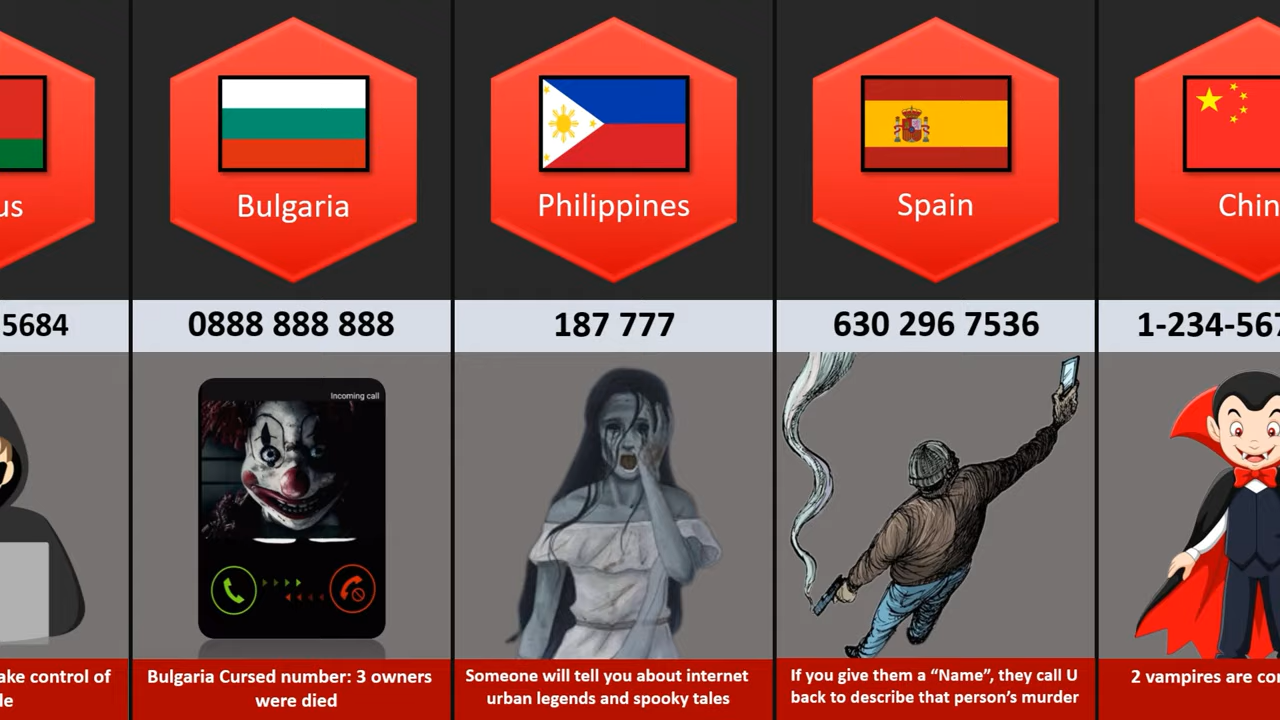 us
Bulgaria
Philippines
Spain
Chin
5684
0888 888 888
187 777
630 296 7536
1-234-567
Incoming call
ake control of
le
Bulgaria Cursed number: 3 owners
were died
Someone will tell you about internet
urban legends and spooky tales
If you give them a “Name”, they call U
back to describe that person’s murder
2 vampires are con